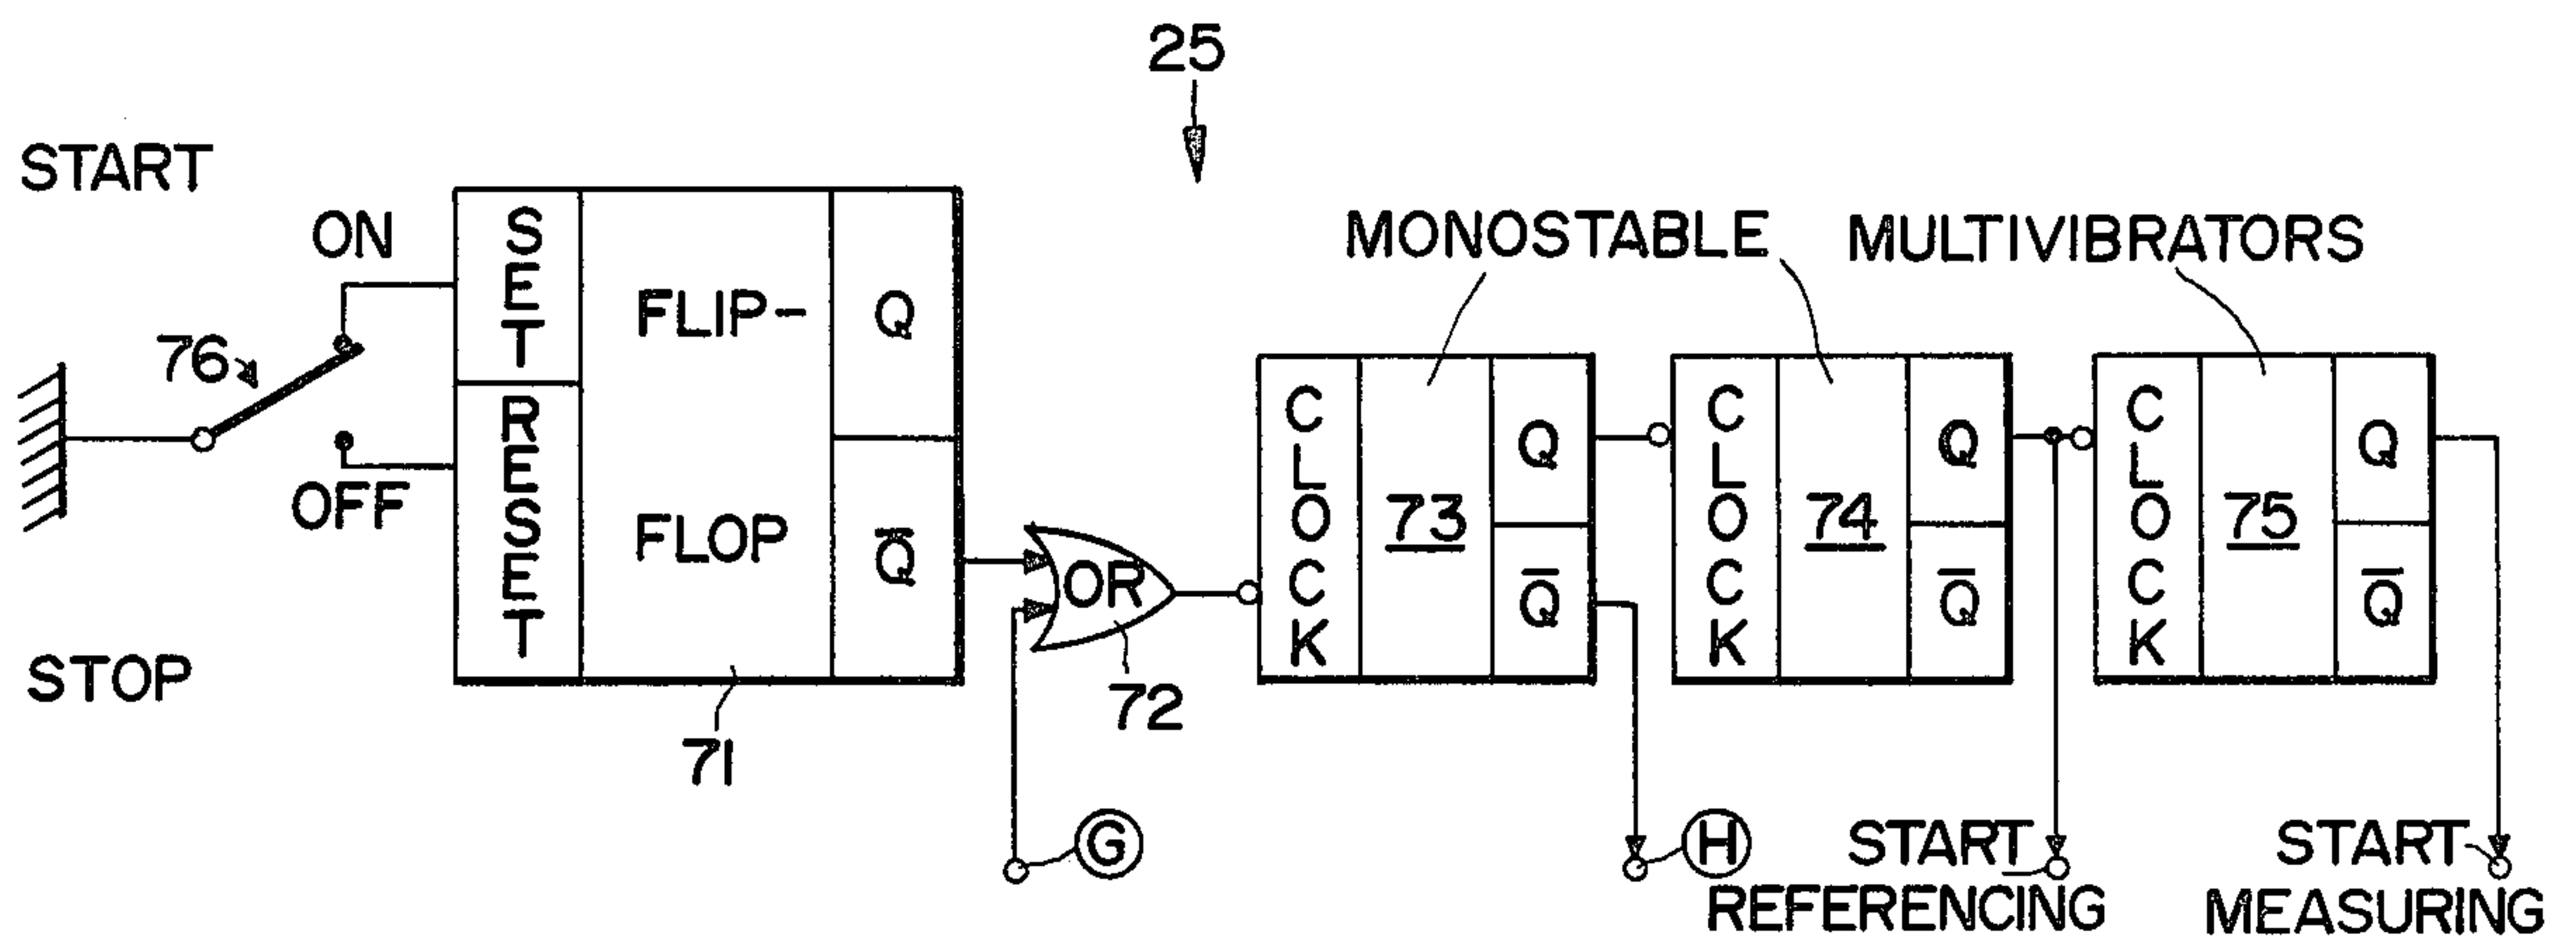 25
START
ON
MONOSTABLE MULTIVIBRATORS
76
SET
RESET
FLIP-
FLOP
Q
Q̅
OFF
STOP
71
OR
72
G
CLOCK
73
Q
Q̅
H
CLOCK
74
Q
Q̅
START
REFERENCING
CLOCK
75
Q
Q̅
START
MEASURING